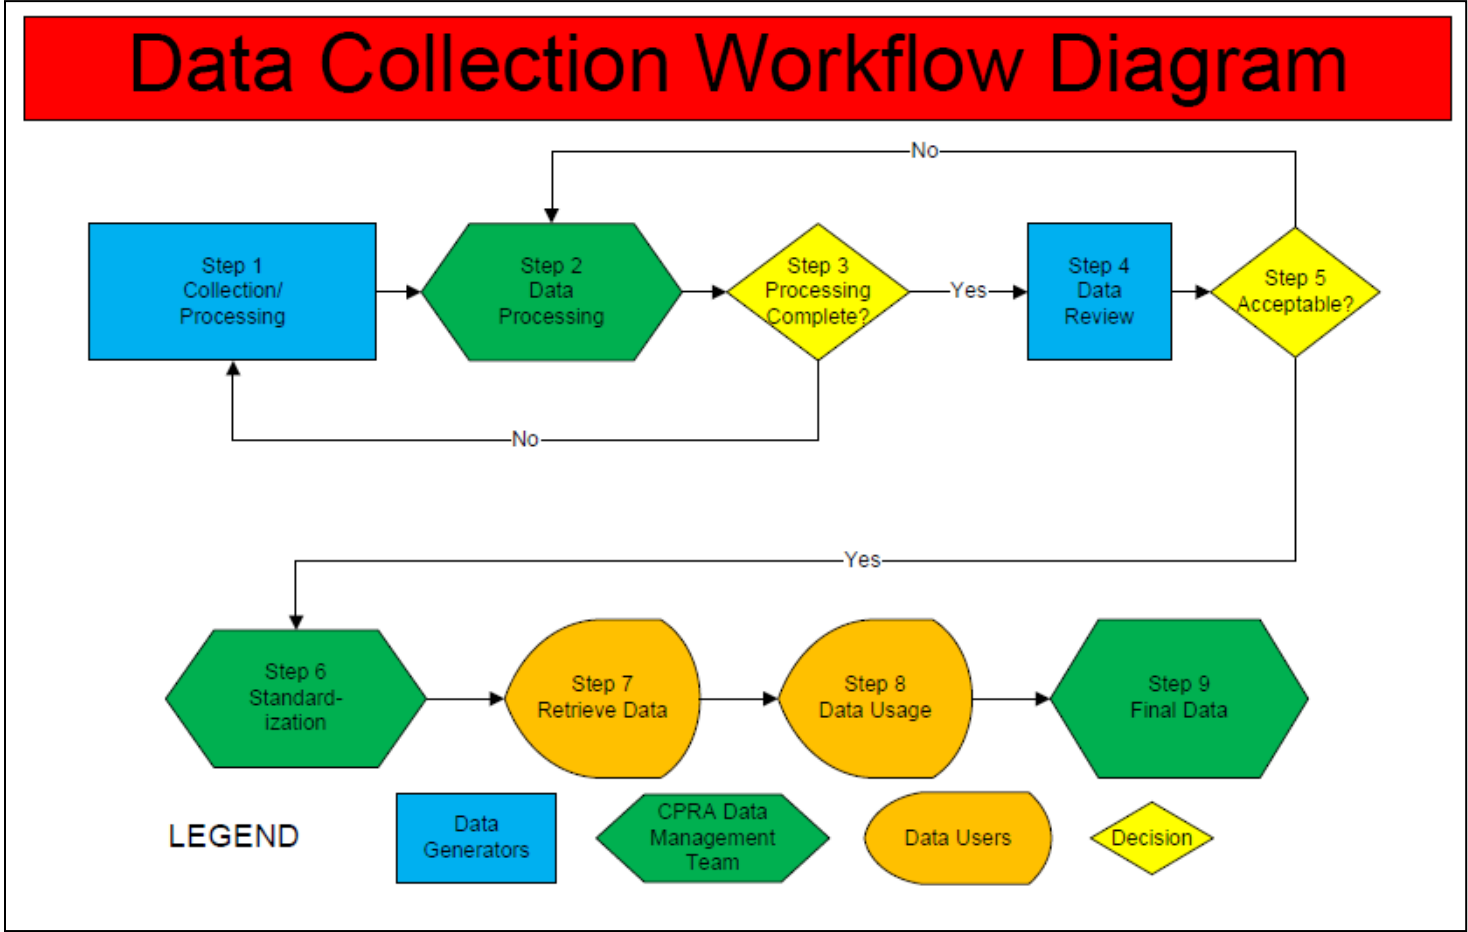 Data Collection Workflow Diagram
No
Step 1
Collection/
Processing
Step 2
Data
Processing
Step 3
Processing
Complete?
Yes
Step 4
Data
Review
Step 5
Acceptable?
No
Yes
Step 6
Standard-
ization
Step 7
Retrieve Data
Step 8
Data Usage
Step 9
Final Data
LEGEND
Data
Generators
CPRA Data
Management
Team
Data Users
Decision